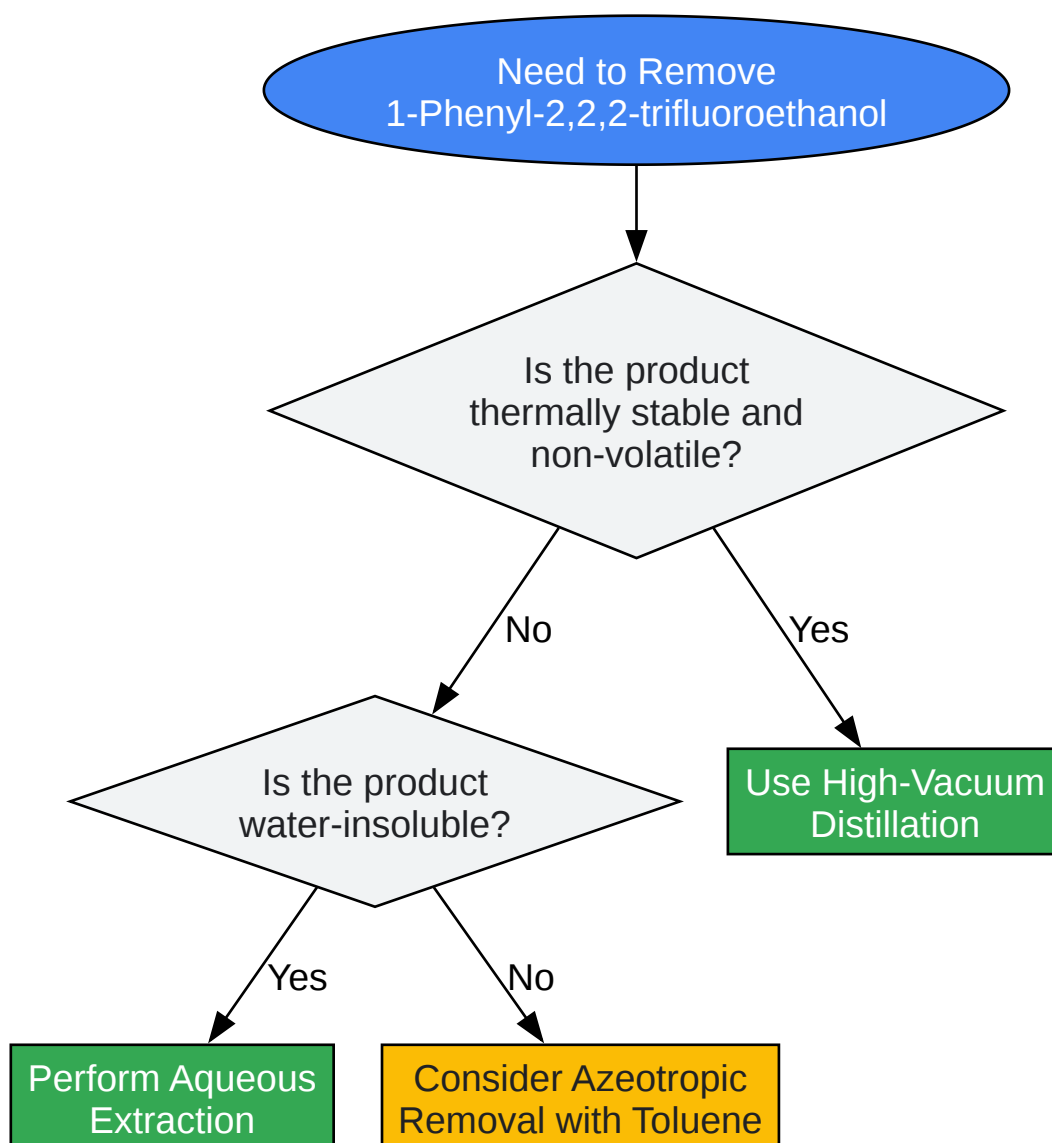 Need to Remove
1-Phenyl-2,2,2-trifluoroethanol
Is the product
thermally stable and
non-volatile?
No
Yes
Is the product
water-insoluble?
Use High-Vacuum
Distillation
Yes
No
Perform Aqueous
Extraction
Consider Azeotropic
Removal with Toluene